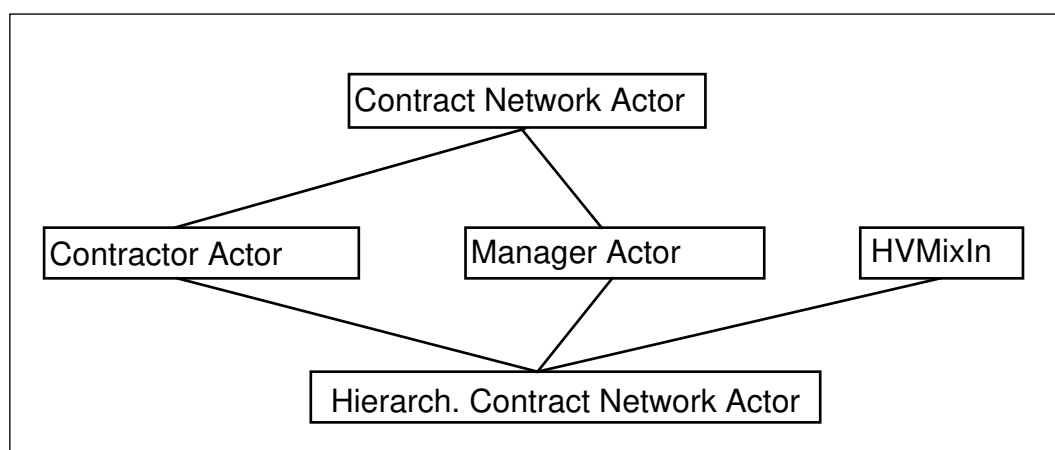 Contract Network Actor
Contractor Actor
Manager Actor
HVMixIn
Hierarch. Contract Network Actor